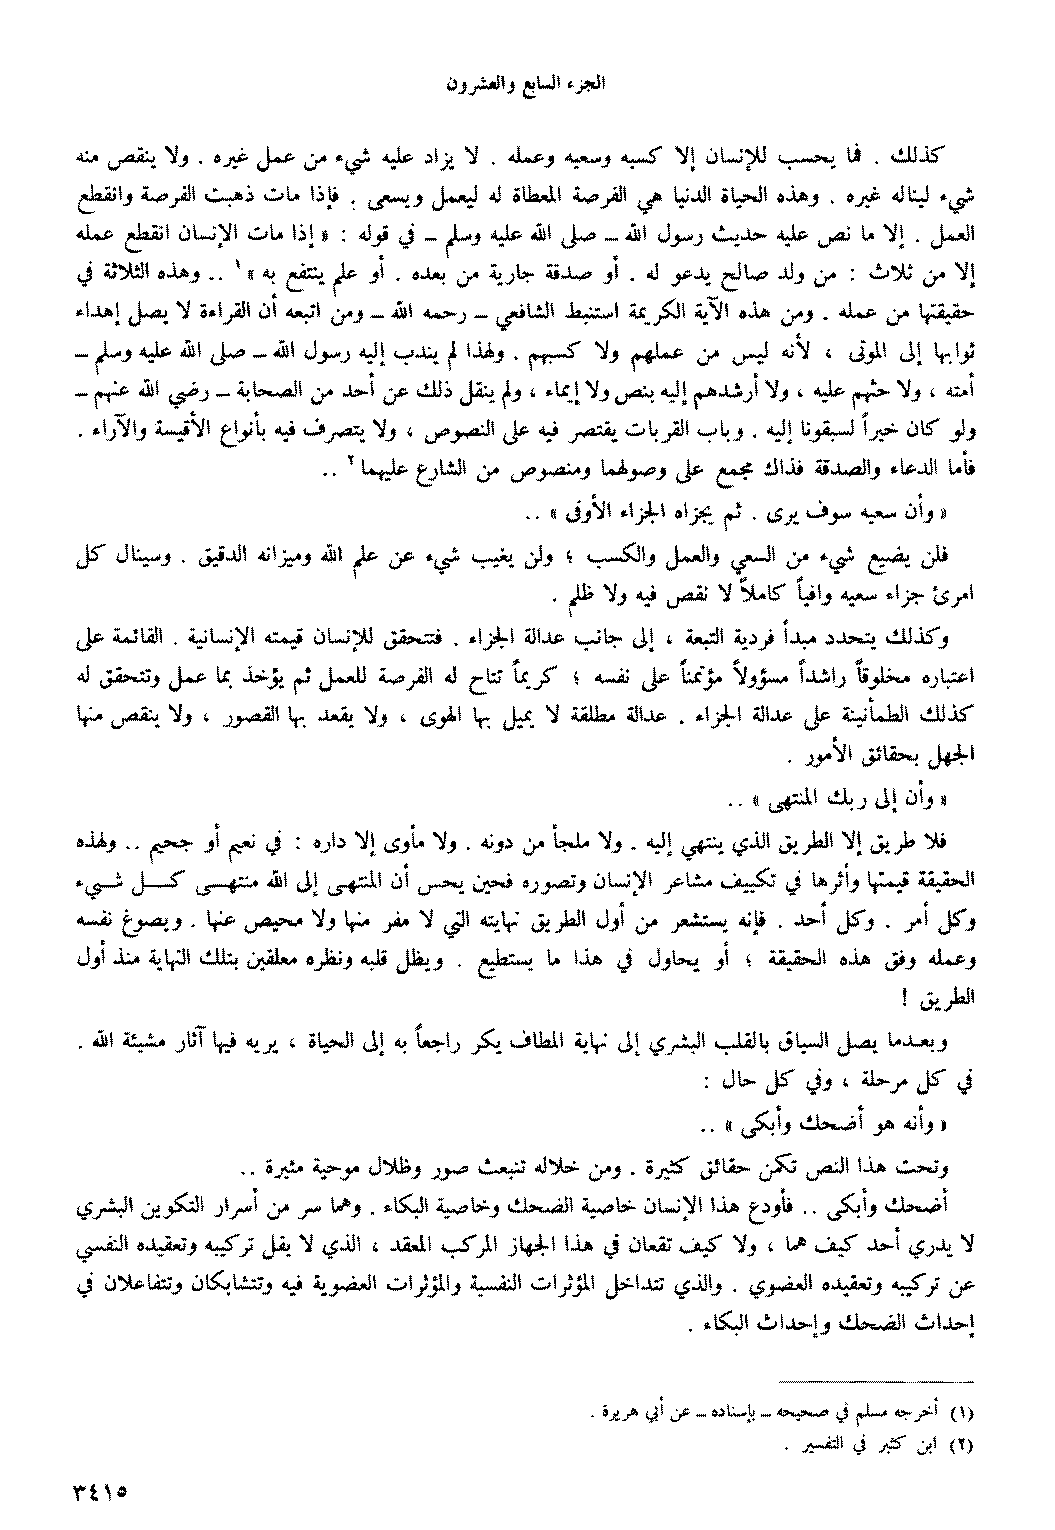 الجزء السابع والعشرون
كذلك . فما يحسب للإنسان إلا كسبه وسعيه وعمله . لا يزاد عليه شيء من عمل غيره . ولا ينقص منه
شيء ليناله غيره . وهذه الحياة الدنيا هي الفرصة المعطاة له ليعمل ويسعى . فإذا مات ذهبت الفرصة وانقطع
العمل . إلا ما نص عليه حديث رسول الله – صلى الله عليه وسلم – في قوله : « إذا مات الإنسان انقطع عمله
إلا من ثلاث : من ولد صالح يدعو له . أو صدقة جارية من بعده . أو علم ينتفع به » ١ .. وهذه الثلاثة في
حقيقتها من عمله . ومن هذه الآية الكريمة استنبط الشافعي – رحمه الله – ومن اتبعه أن القراءة لا يصل إهداء
ثوابها إلى الموتى ، لأنه ليس من عملهم ولا كسبهم . ولهذا لم يندب إليه رسول الله – صلى الله عليه وسلم –
أمته ، ولا حثهم عليه ، ولا أرشدهم إليه بنص ولا إيماء ، ولم ينقل ذلك عن أحد من الصحابة – رضي الله عنهم –
ولو كان خيراً لسبقونا إليه . وباب القربات يقتصر فيه على النصوص ، ولا يتصرف فيه بأنواع الأقيسة والآراء .
فأما الدعاء والصدقة فذاك مجمع على وصولهما ومنصوص من الشارع عليهما ٢ ..
« وأن سعيه سوف يرى . ثم يجزاه الجزاء الأوفى » ..
فلن يضيع شيء من السعي والعمل والكسب ؛ ولن يغيب شيء عن علم الله وميزانه الدقيق . وسينال كل
امرئ جزاء سعيه وافياً كاملاً لا نقص فيه ولا ظلم .
وكذلك يتحدد مبدأ فردية التبعة ، إلى جانب عدالة الجزاء . فتتحقق للإنسان قيمته الإنسانية . القائمة على
اعتباره مخلوقاً راشداً مسؤولاً مؤتمناً على نفسه ؛ كريماً تتاح له الفرصة للعمل ثم يؤخذ بما عمل وتتحقق له
كذلك الطمأنينة على عدالة الجزاء . عدالة مطلقة لا يميل بها الهوى ، ولا يقعد بها القصور ، ولا ينقص منها
الجهل بحقائق الأمور .
« وأن إلى ربك المنتهى » ..
فلا طريق إلا الطريق الذي ينتهي إليه . ولا ملجأ من دونه . ولا مأوى إلا داره : في نعيم أو جحيم .. ولهذه
الحقيقة قيمتها وأثرها في تكييف مشاعر الإنسان وتصوره فحين يحس أن المنتهى إلى الله منتهــى كـــل شــيء
وكل أمر . وكل أحد . فإنه يستشعر من أول الطريق نهايته التي لا مفر منها ولا محيص عنها . ويصوغ نفسه
وعمله وفق هذه الحقيقة ؛ أو يحاول في هذا ما يستطيع . ويظل قلبه ونظره معلقين بتلك النهاية منذ أول
الطريق !
وبعدما يصل السياق بالقلب البشري إلى نهاية المطاف يكر راجعاً به إلى الحياة ، يريه فيها آثار مشيئة الله .
في كل مرحلة ، وفي كل حال :
« وأنه هو أضحك وأبكى » ..
وتحت هذا النص تكمن حقائق كثيرة . ومن خلاله تنبعث صور وظلال موحية مثيرة ..
أضحك وأبكى .. فأودع هذا الإنسان خاصية الضحك وخاصية البكاء . وهما سر من أسرار التكوين البشري
لا يدري أحد كيف هما ، ولا كيف تقعان في هذا الجهاز المركب المعقد ، الذي لا يقل تركيبه وتعقيده النفسي
عن تركيبه وتعقيده العضوي . والذي تتداخل المؤثرات النفسية والمؤثرات العضوية فيه وتتشابكان وتتفاعلان في
إحداث الضحك وإحداث البكاء .
(١) أخرجه مسلم في صحيحه – بإسناده – عن أبي هريرة .
(٢) ابن كثير في التفسير .
٣٤١٥